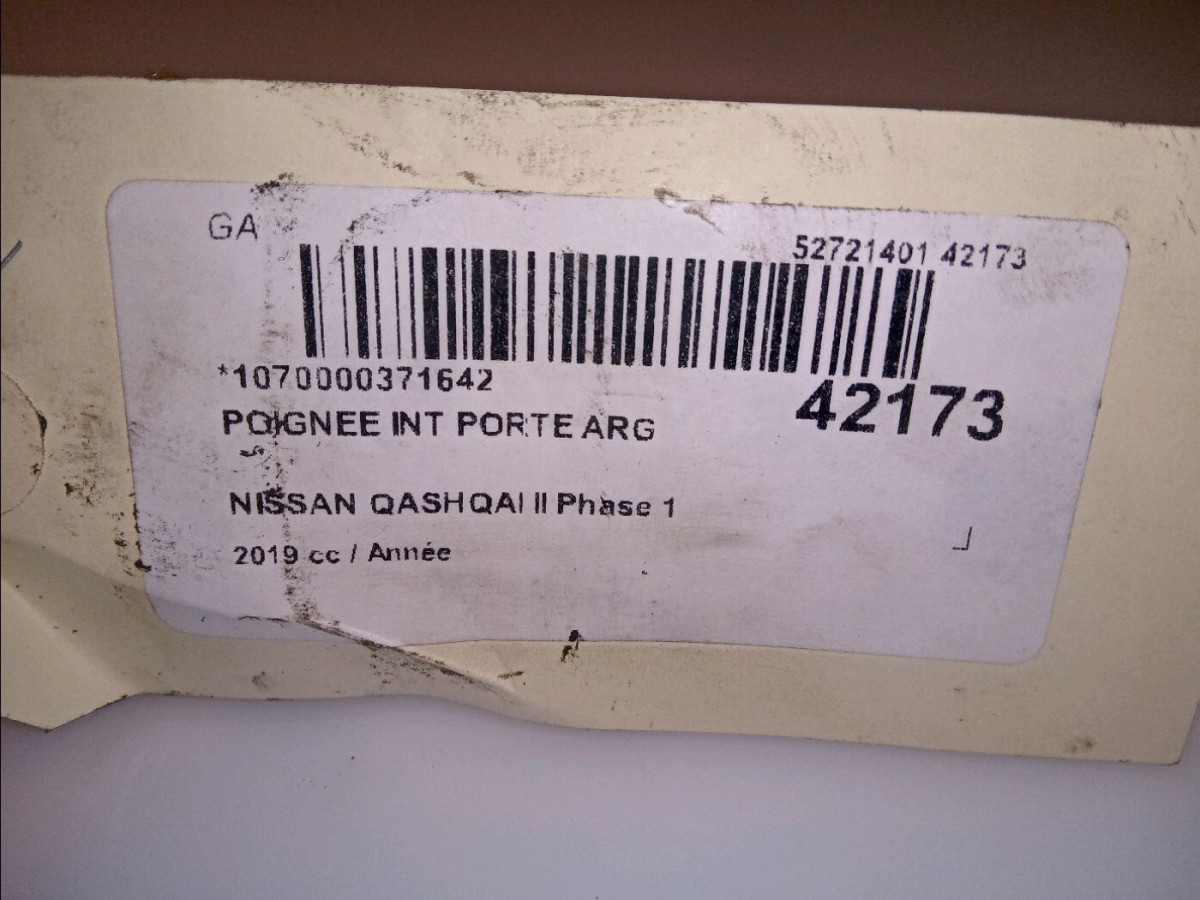 GA
52721401 42173
*1070000371642
42173
POIGNEE INT PORTE ARG
NISSAN QASHQAI II Phase 1
2019 cc / Année